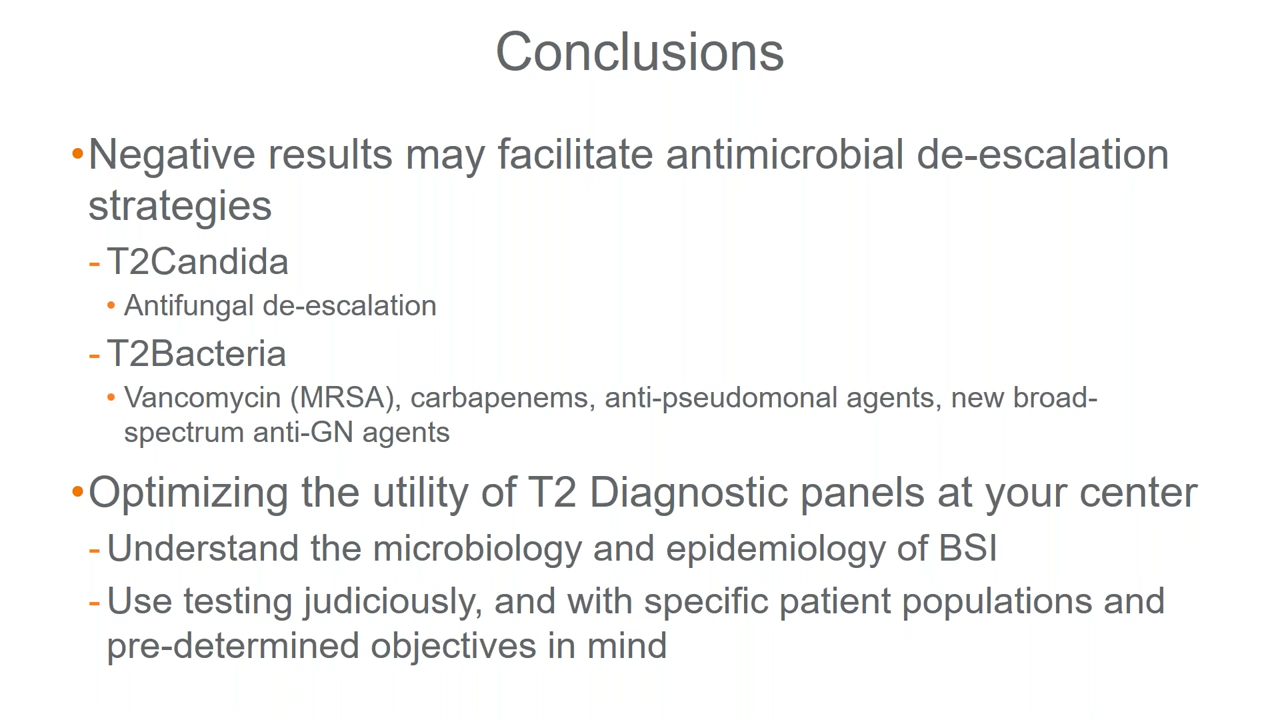 Conclusions
•Negative results may facilitate antimicrobial de-escalation
strategies
- T2Candida
• Antifungal de-escalation
- T2Bacteria
• Vancomycin (MRSA), carbapenems, anti-pseudomonal agents, new broad-
spectrum anti-GN agents
•Optimizing the utility of T2 Diagnostic panels at your center
- Understand the microbiology and epidemiology of BSI
- Use testing judiciously, and with specific patient populations and
pre-determined objectives in mind